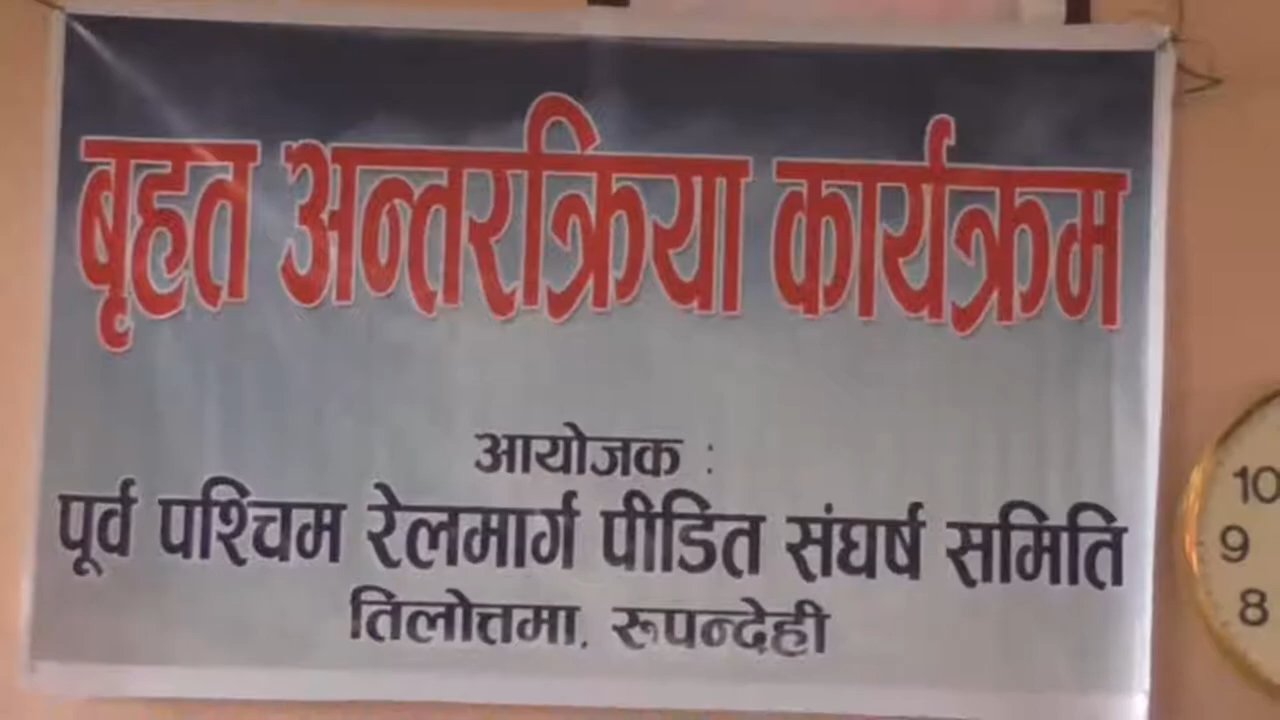 बृहत अन्तरक्रिया कार्यक्रम
आयोजक :
पूर्व पश्चिम रेलमार्ग पीडित संघर्ष समिति
तिलोत्तमा, रूपन्देही
10
9
8